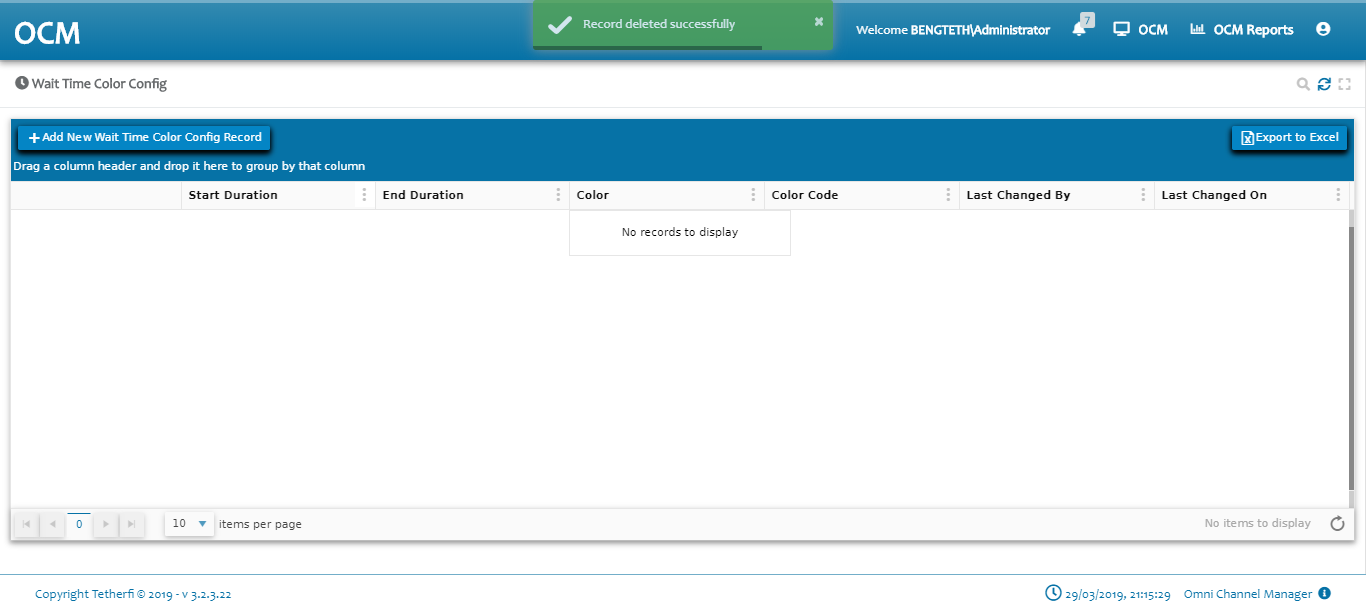 OCM
Record deleted successfully
×
Welcome BENGTETH\Administrator
7
OCM
OCM Reports
Wait Time Color Config
Add New Wait Time Color Config Record
Export to Excel
Drag a column header and drop it here to group by that column
Start Duration
End Duration
Color
Color Code
Last Changed By
Last Changed On
No records to display
0
10
items per page
No items to display
Copyright Tetherfi © 2019 - v 3.2.3.22
29/03/2019, 21:15:29
Omni Channel Manager